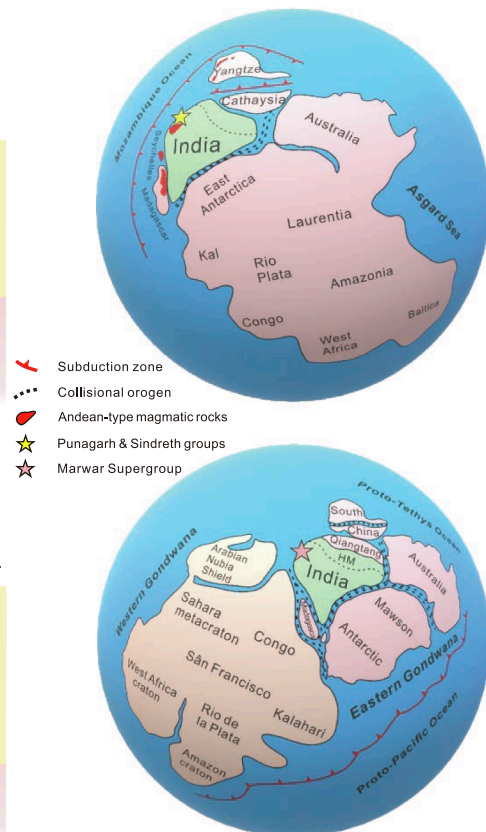 Mozambique Ocean
Yangtze
Cathaysia
Australia
India
Seychelles
Madagascar
East
Antarctica
Laurentia
Asgard Sea
Kal
Rio
Plata
Amazonia
Congo
West
Africa
Baltica
Subduction zone
Collisional orogen
Andean-type magmatic rocks
Punagarh & Sindreth groups
Marwar Supergroup
Proto-Tethys Ocean
South
China
Qiangtang
HM
India
Australia
Western Gondwana
Arabian
Nubia
Shield
Sahara
metacraton
Congo
Madagascar
Mawson
Antarctic
São Francisco
Eastern Gondwana
West Africa
craton
Rio de
la Plata
Kalahari
Amazon
craton
Proto-Pacific Ocean